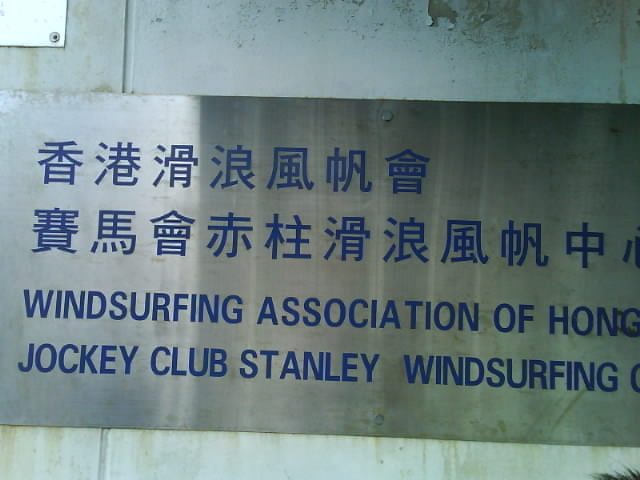 香港滑浪風帆會
賽馬會赤柱滑浪風帆中心
WINDSURFING ASSOCIATION OF HONG
JOCKEY CLUB STANLEY WINDSURFING C